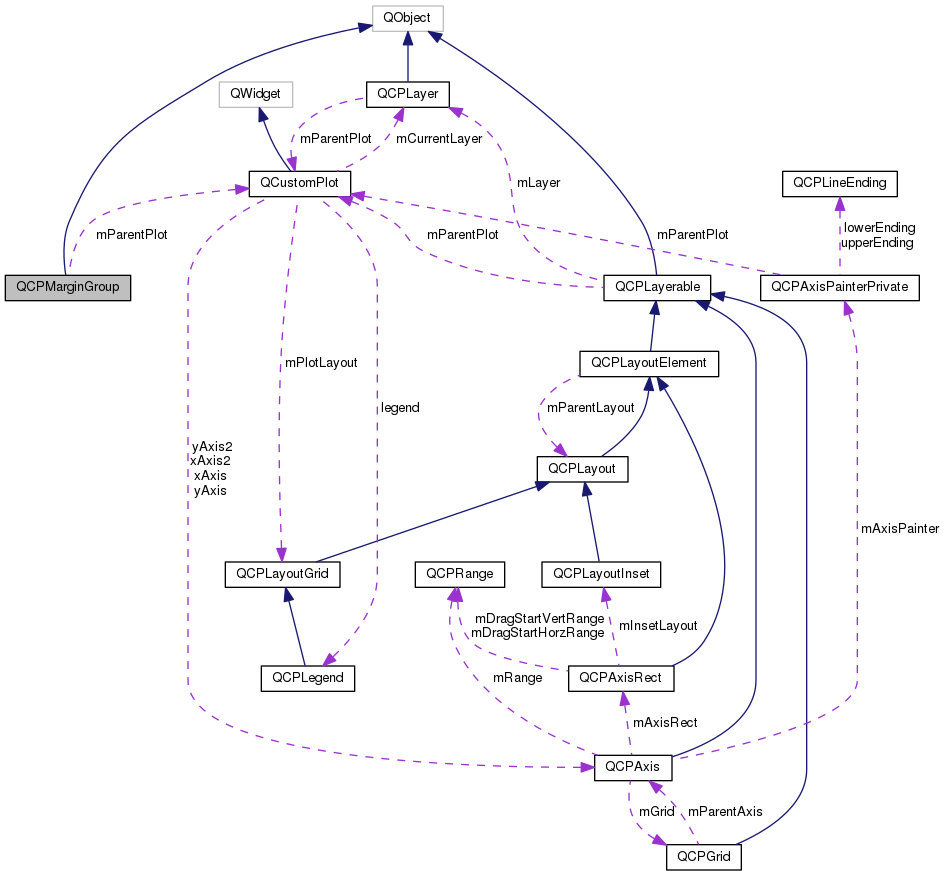 QObject
QWidget
QCPLayer
mParentPlot
mCurrentLayer
QCustomPlot
mLayer
QCPLineEnding
mParentPlot
mParentPlot
mParentPlot
lowerEnding
upperEnding
QCPMarginGroup
QCPLayerable
QCPAxisPainterPrivate
mPlotLayout
QCPLayoutElement
legend
mParentLayout
yAxis2
xAxis2
xAxis
yAxis
QCPLayout
mAxisPainter
QCPLayoutGrid
QCPRange
QCPLayoutInset
mDragStartVertRange
mDragStartHorzRange
mInsetLayout
QCPLegend
mRange
QCPAxisRect
mAxisRect
QCPAxis
mGrid
mParentAxis
QCPGrid